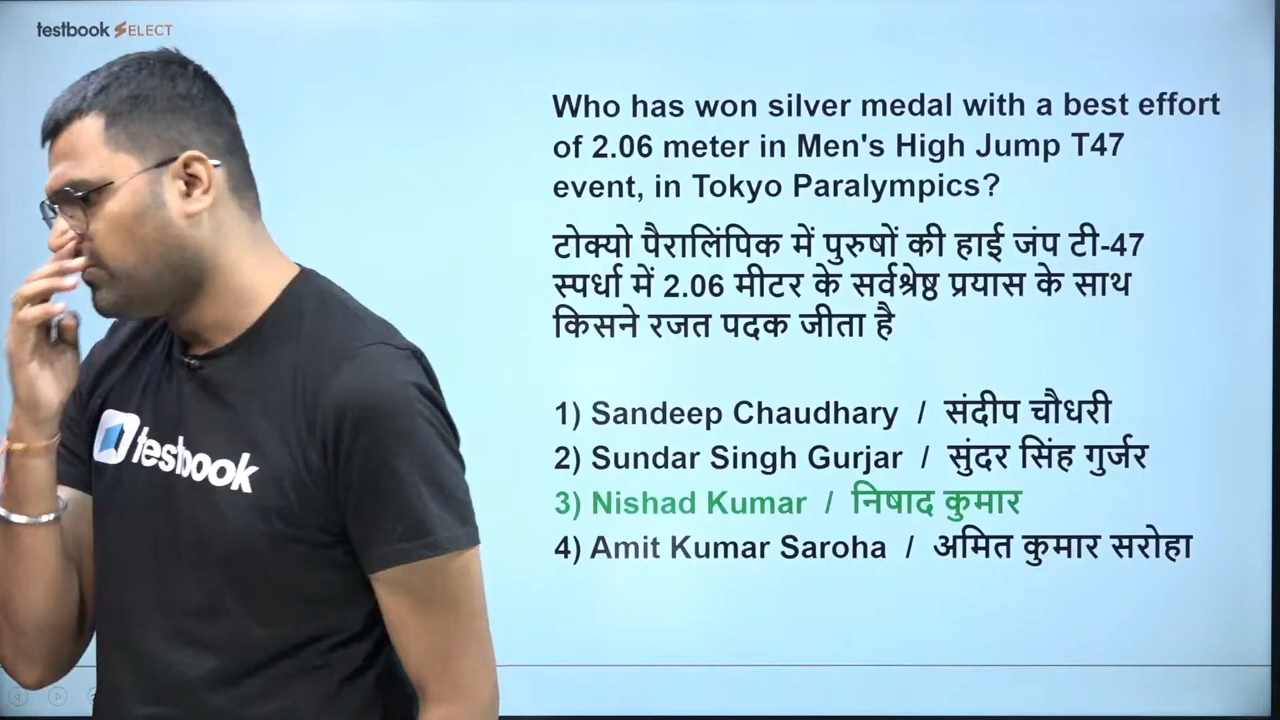 testbook SELECT
Who has won silver medal with a best effort
of 2.06 meter in Men's High Jump T47
event, in Tokyo Paralympics?
टोक्यो पैरालिंपिक में पुरुषों की हाई जंप टी-47
स्पर्धा में 2.06 मीटर के सर्वश्रेष्ठ प्रयास के साथ
किसने रजत पदक जीता है
1) Sandeep Chaudhary / संदीप चौधरी
2) Sundar Singh Gurjar / सुंदर सिंह गुर्जर
3) Nishad Kumar / निषाद कुमार
4) Amit Kumar Saroha / अमित कुमार सरोहा
testbook